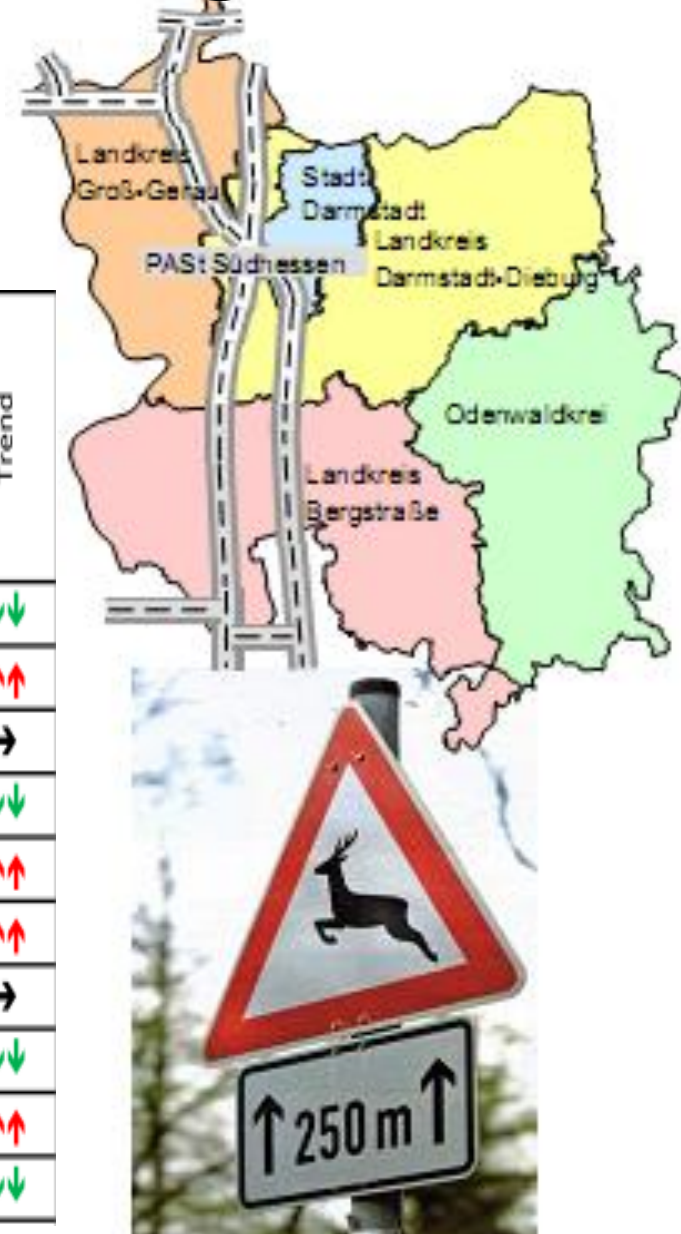 Landkreis
Groß-Gerau
Stadt
Darmstadt
Landkreis
Darmstadt-Dieburg
PASt Südhessen
Odenwaldkrei
Landkreis
Bergstraße
Trend
↑ 250 m ↑